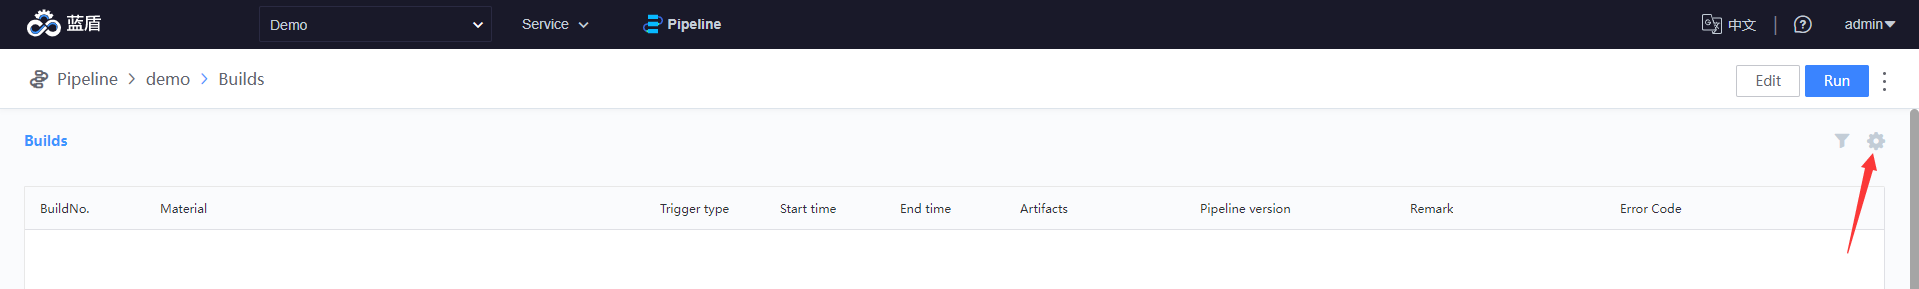 蓝盾 Demo Service Pipeline 中文 admin
Pipeline > demo > Builds Edit Run
Builds
BuildNo. Material Trigger type Start time End time Artifacts Pipeline version Remark Error Code